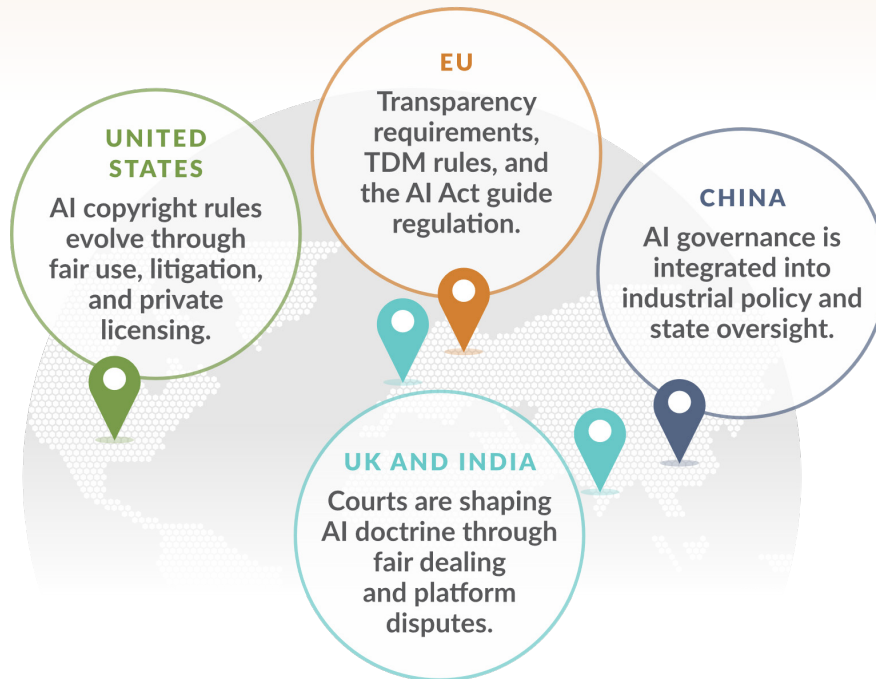 UNITED
STATES
AI copyright rules
evolve through
fair use, litigation,
and private
licensing.
EU
Transparency
requirements,
TDM rules, and
the AI Act guide
regulation.
CHINA
AI governance is
integrated into
industrial policy and
state oversight.
UK AND INDIA
Courts are shaping
AI doctrine through
fair dealing
and platform
disputes.